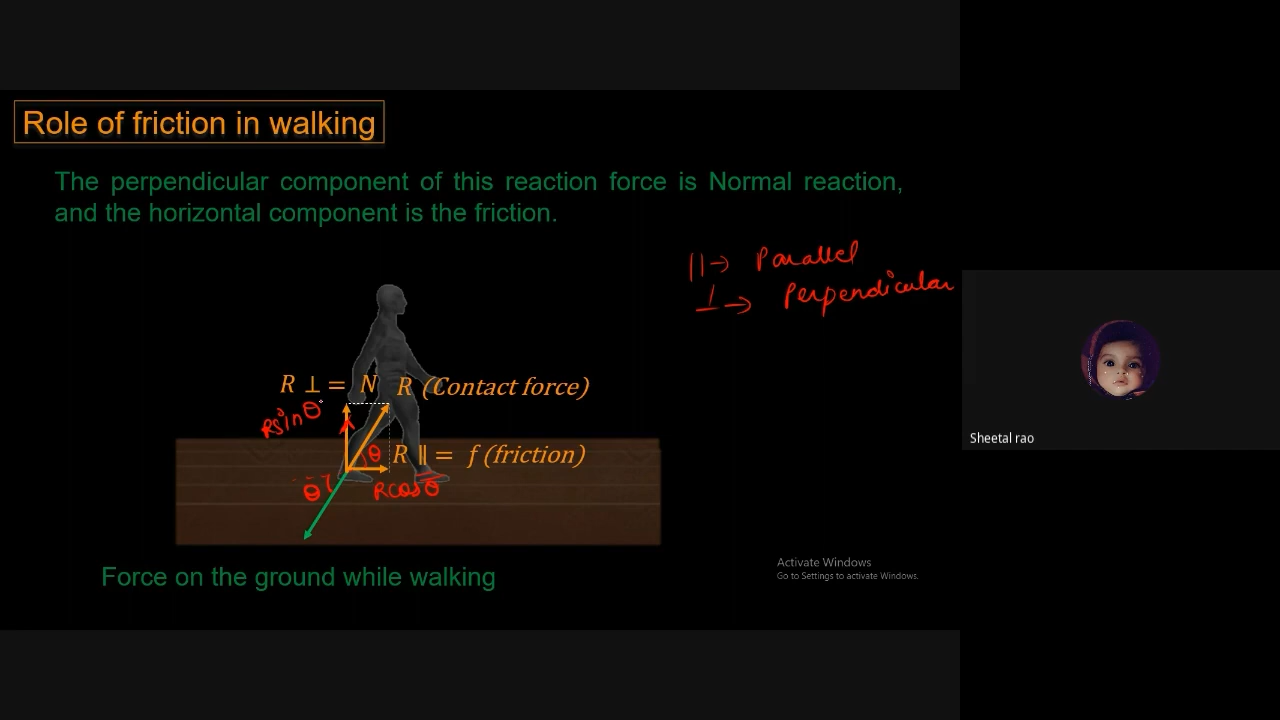 Role of friction in walking
The perpendicular component of this reaction force is Normal reaction,
and the horizontal component is the friction.
|| → Parallel
⊥ → Perpendicular
R ⊥ = N R (Contact force)
Rsinθ
θ R ∥ = f (friction)
θ Rcosθ
Force on the ground while walking
Sheetal rao
Activate Windows
Go to Settings to activate Windows.